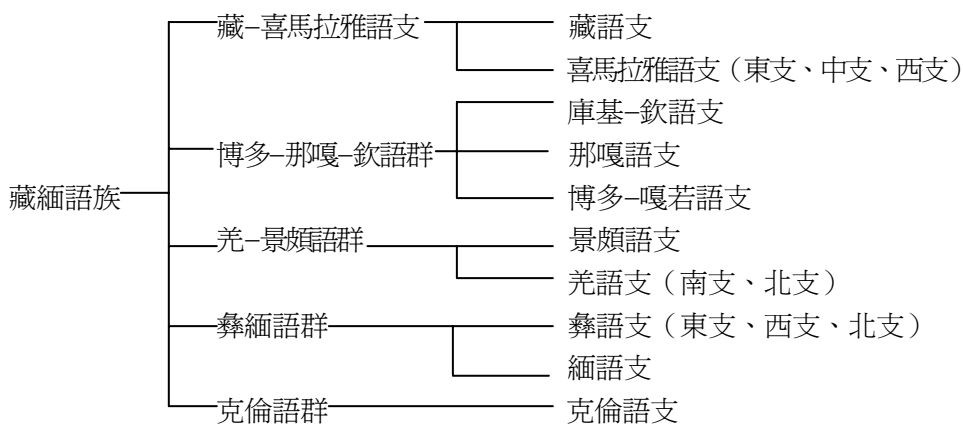 藏–喜馬拉雅語支 藏語支
喜馬拉雅語支（東支、中支、西支）
庫基–欽語支
博多–那嘎–欽語群 那嘎語支
藏緬語族 博多–嘎若語支
羌–景頗語群 景頗語支
羌語支（南支、北支）
彝緬語群 彝語支（東支、西支、北支）
緬語支
克倫語群 克倫語支